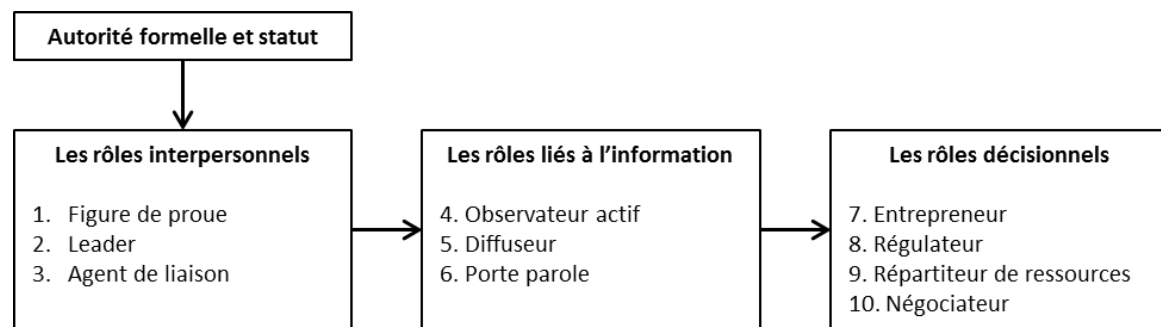 Autorité formelle et statut
Les rôles interpersonnels
1. Figure de proue
2. Leader
3. Agent de liaison
Les rôles liés à l’information
4. Observateur actif
5. Diffuseur
6. Porte parole
Les rôles décisionnels
7. Entrepreneur
8. Régulateur
9. Répartiteur de ressources
10. Négociateur